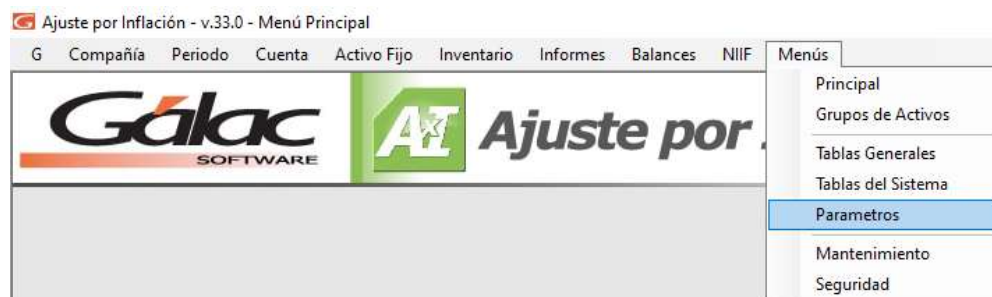 Ajuste por Inflación - v.33.0 - Menú Principal
G Compañía Periodo Cuenta Activo Fijo Inventario Informes Balances NIIF Menús
Gálac
SOFTWARE
AxI Ajuste por
Principal
Grupos de Activos
Tablas Generales
Tablas del Sistema
Parametros
Mantenimiento
Seguridad